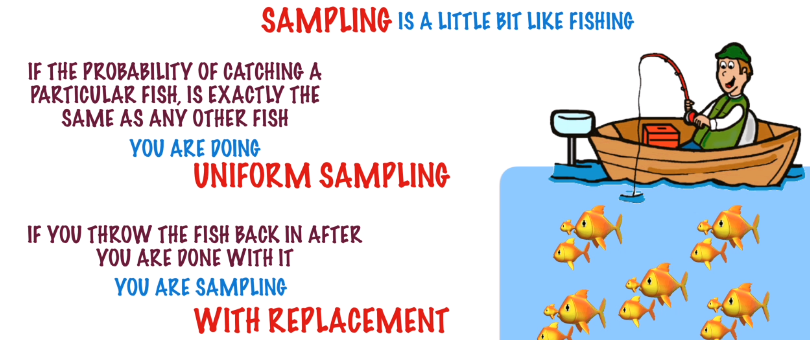 SAMPLING IS A LITTLE BIT LIKE FISHING
IF THE PROBABILITY OF CATCHING A
PARTICULAR FISH, IS EXACTLY THE
SAME AS ANY OTHER FISH
YOU ARE DOING
UNIFORM SAMPLING
IF YOU THROW THE FISH BACK IN AFTER
YOU ARE DONE WITH IT
YOU ARE SAMPLING
WITH REPLACEMENT